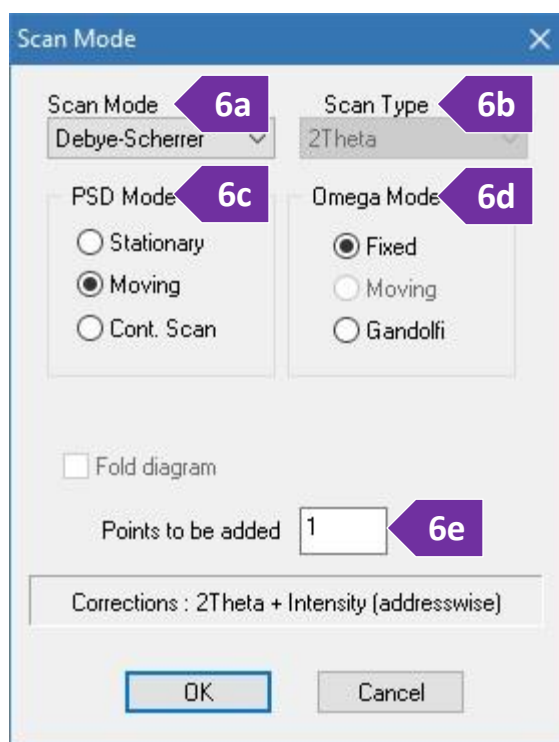 Scan Mode
Scan Mode 6a Scan Type 6b
Debye-Scherrer 2Theta
PSD Mode 6c Omega Mode 6d
Stationary Fixed
Moving Moving
Cont. Scan Gandolfi
Fold diagram
Points to be added 1 6e
Corrections : 2Theta + Intensity (addresswise)
OK Cancel